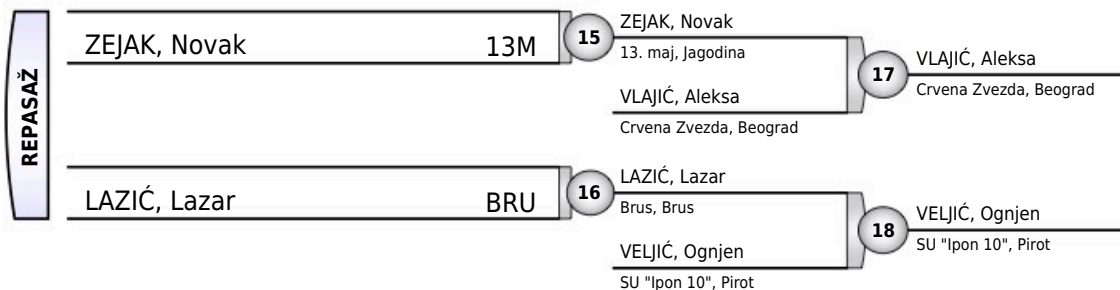 REPASAŽ
ZEJAK, Novak 13M
15
ZEJAK, Novak
13. maj, Jagodina
VLAJIĆ, Aleksa
Crvena Zvezda, Beograd
17
VLAJIĆ, Aleksa
Crvena Zvezda, Beograd
LAZIĆ, Lazar BRU
16
LAZIĆ, Lazar
Brus, Brus
VELJIĆ, Ognjen
SU "Ipon 10", Pirot
18
VELJIĆ, Ognjen
SU "Ipon 10", Pirot